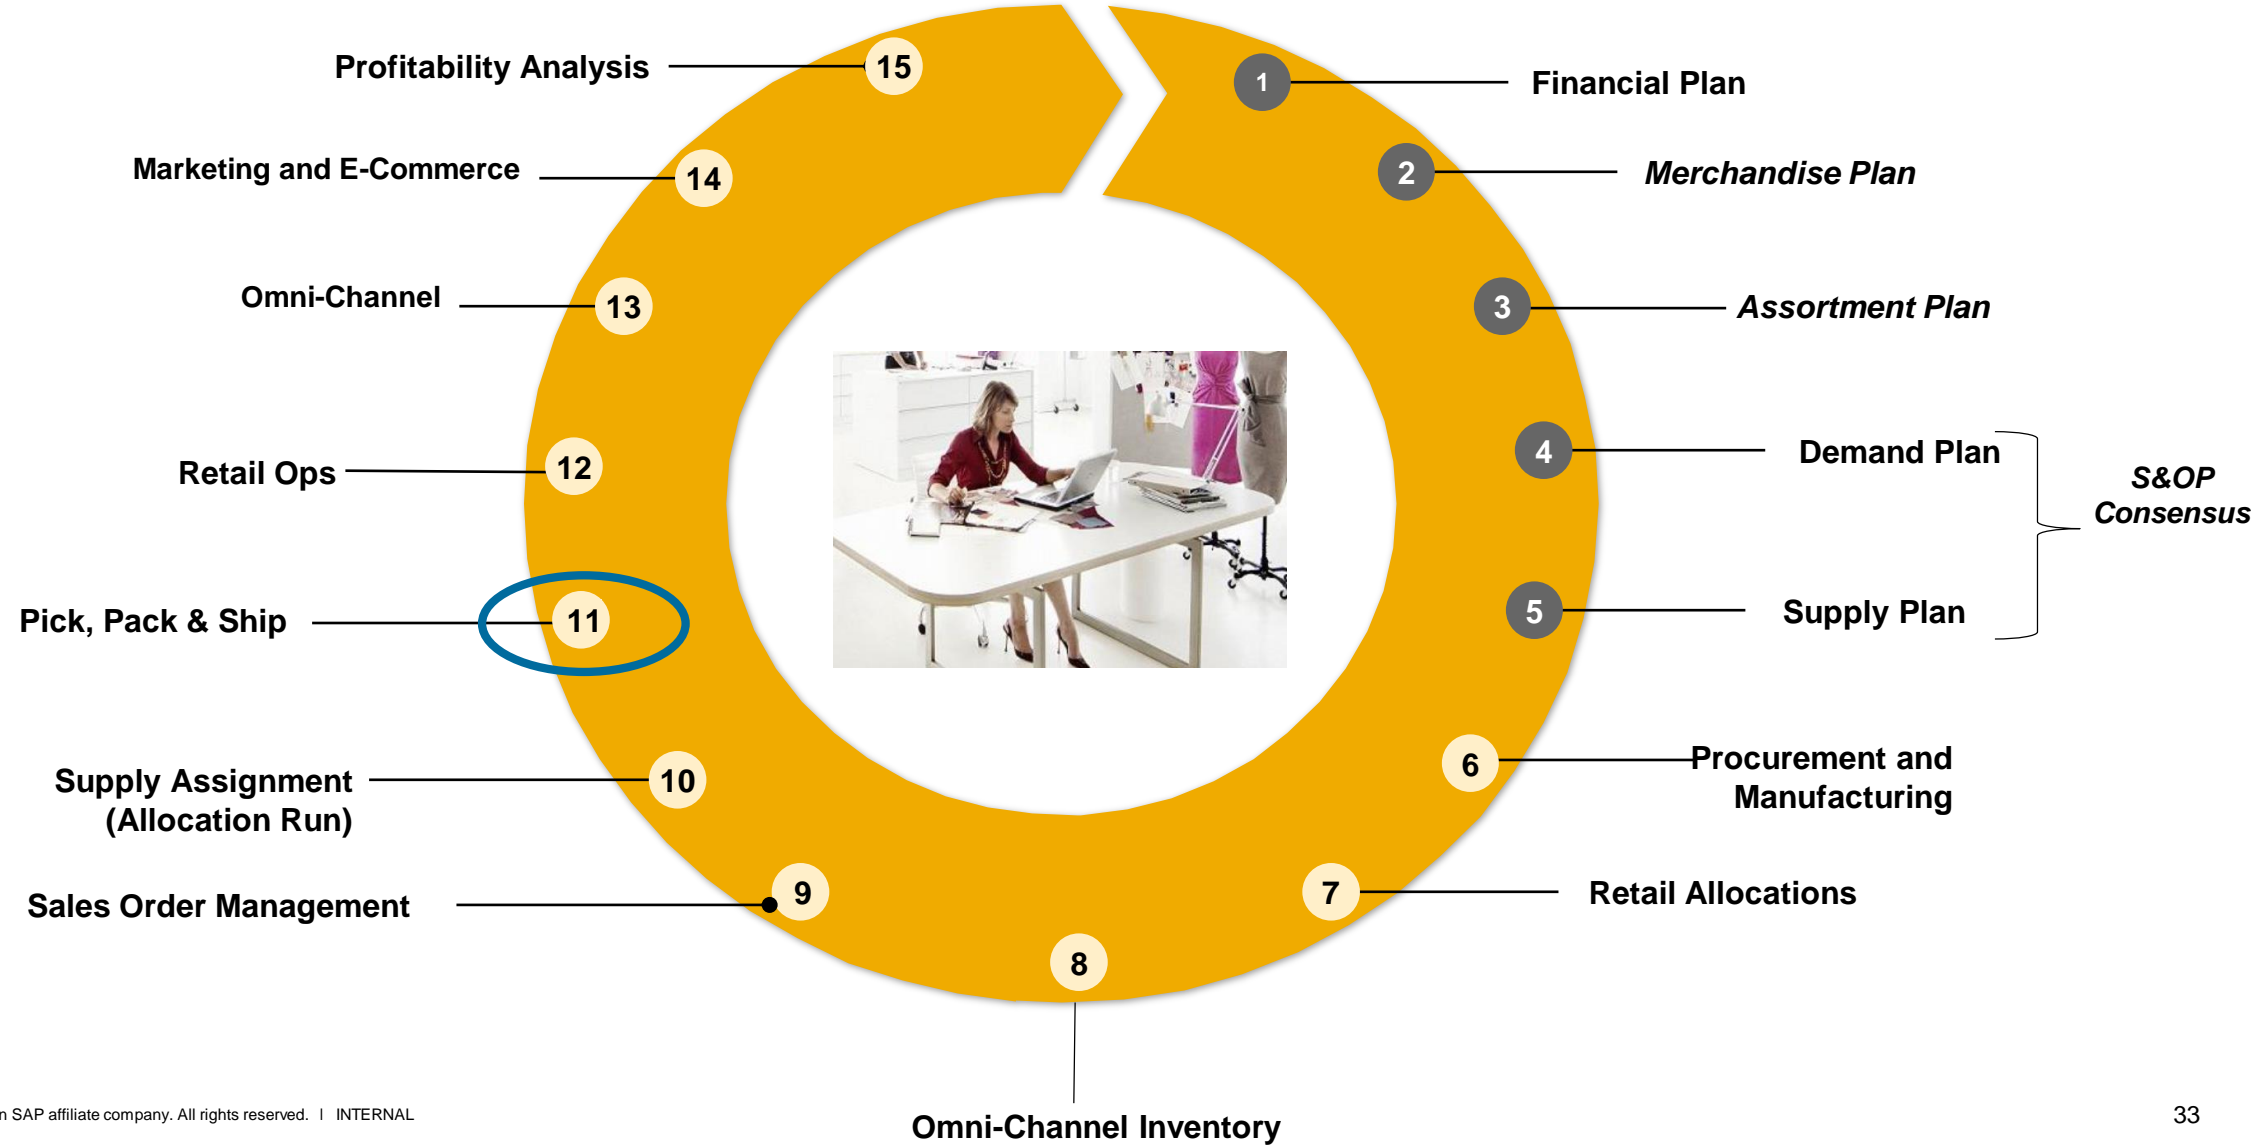 15
Profitability Analysis
1
Financial Plan
14
Marketing and E-Commerce
2
Merchandise Plan
13
Omni-Channel
3
Assortment Plan
12
Retail Ops
4
Demand Plan
S&OP
Consensus
11
Pick, Pack & Ship
5
Supply Plan
10
Supply Assignment
(Allocation Run)
6
Procurement and
Manufacturing
9
Sales Order Management
7
Retail Allocations
8
Omni-Channel Inventory
n SAP affiliate company. All rights reserved. | INTERNAL
33